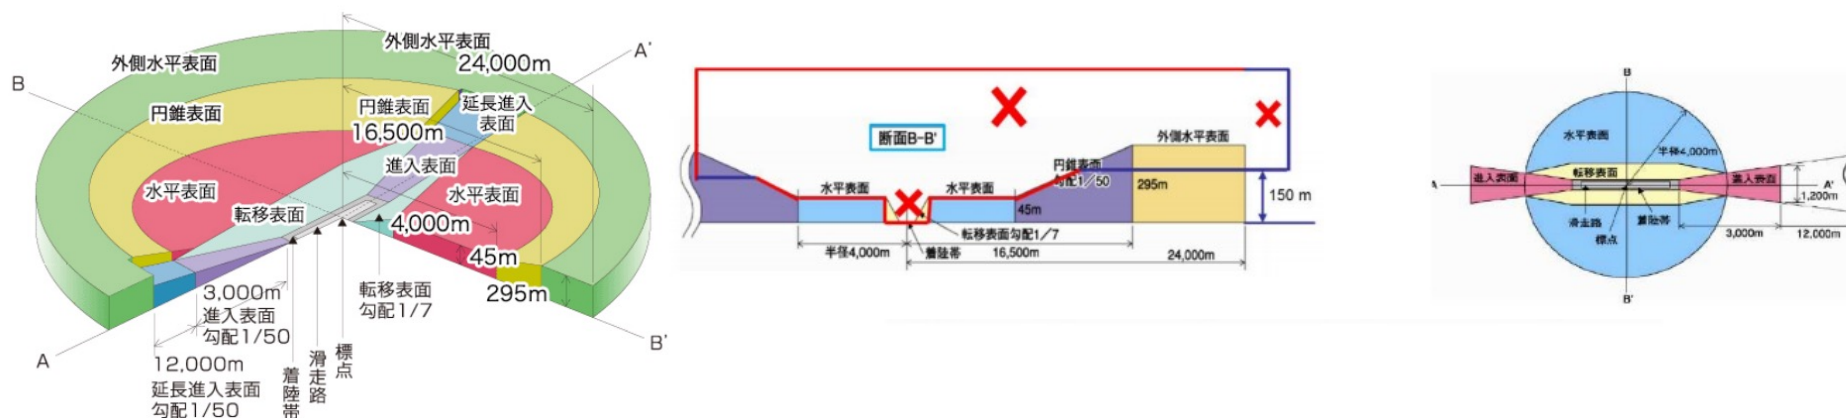 外側水平表面
24,000m
A'
外側水平表面
B
円錐表面
円錐表面
16,500m
延長進入
表面
進入表面
水平表面
水平表面
転移表面
4,000m
45m
295m
3,000m
進入表面
勾配1/50
転移表面
勾配1/7
A
B'
12,000m
延長進入表面
勾配1/50
着陸帯
滑走路
標点
断面B-B'
外側水平表面
円錐表面
勾配1/50
水平表面
水平表面
295m
150 m
45m
転移表面勾配1/7
半径4,000m
着陸帯
16,500m
24,000m
B
水平表面
半径4,000m
進入表面
転移表面
進入表面
A
A'
1,200m
滑走路
標点
着陸帯
3,000m
12,000m
B'